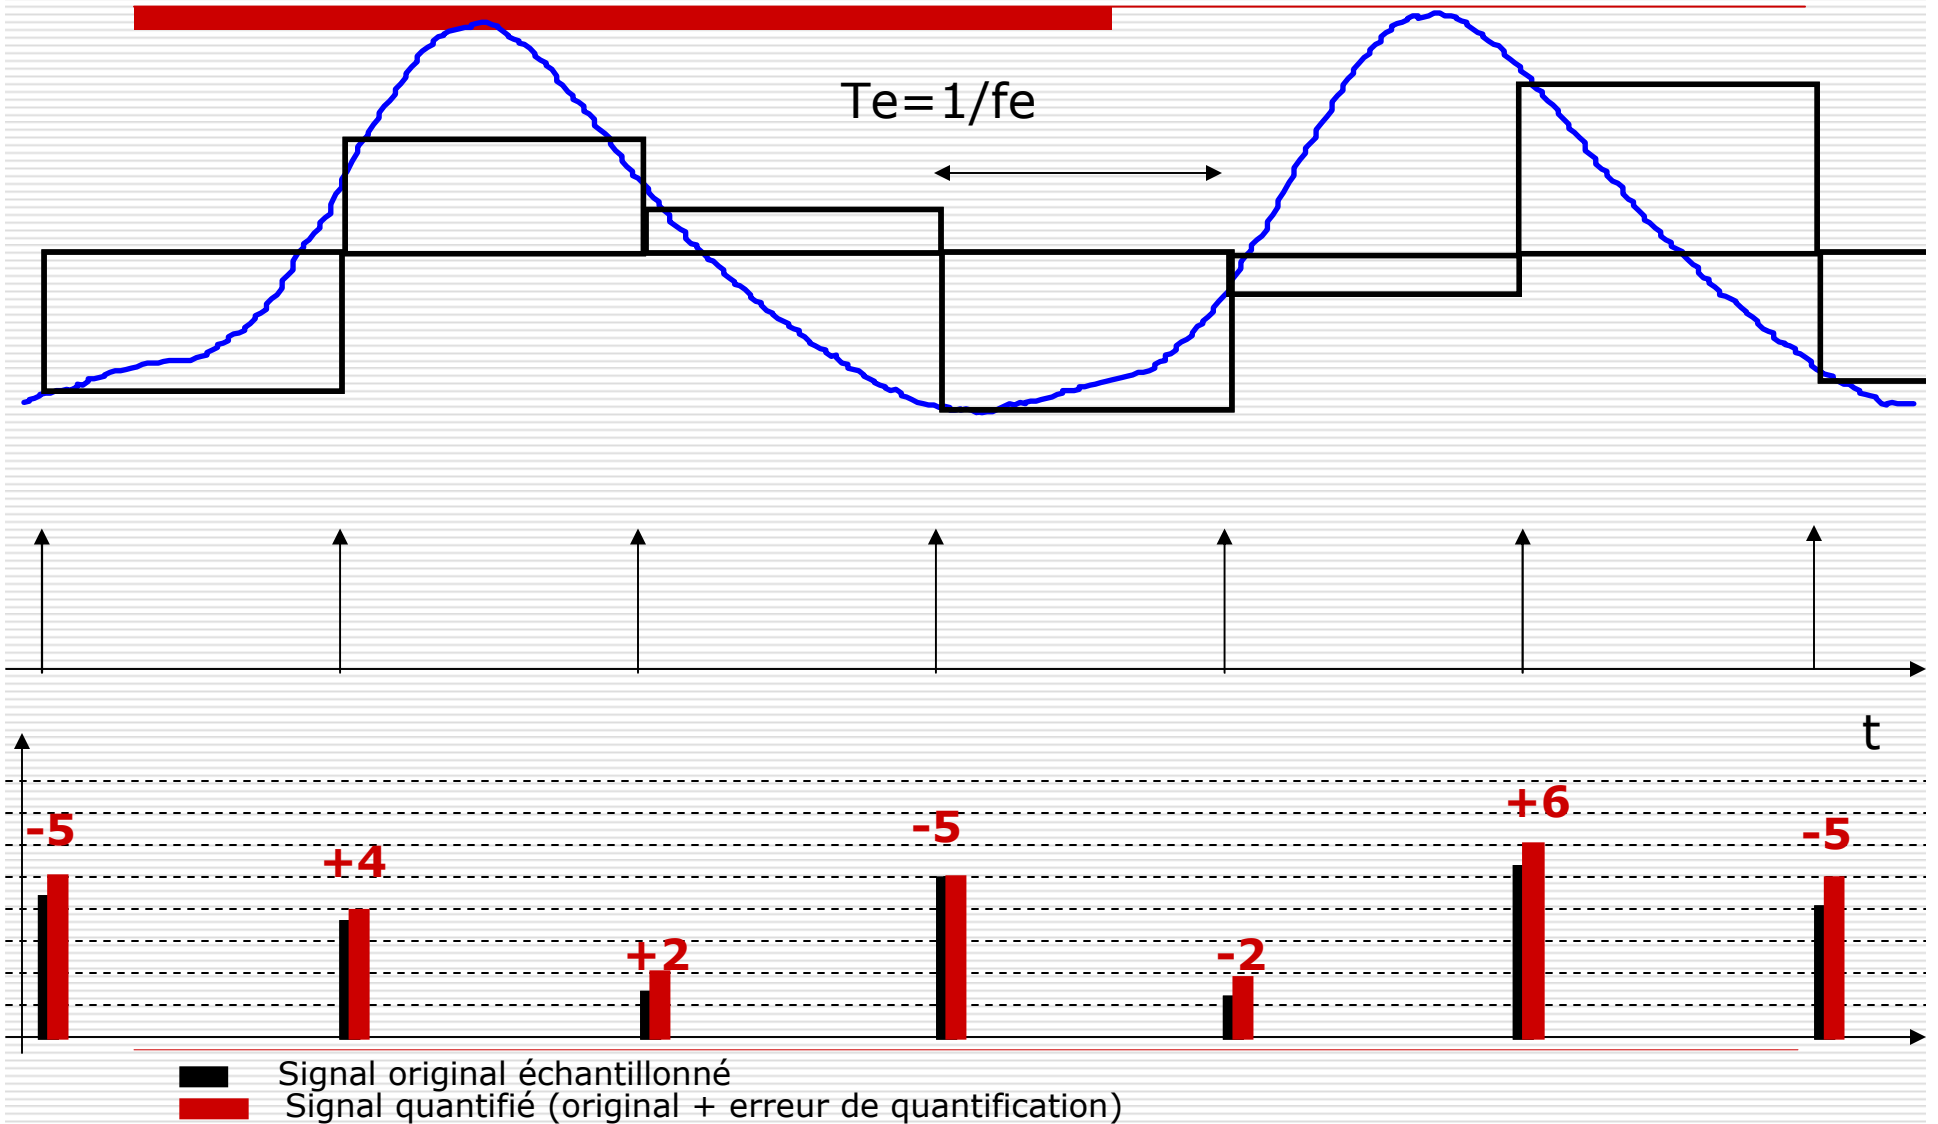 Te=1/fe
t
+6
-5
-5
-5
+4
+2
-2
Signal original échantillonné
Signal quantifié (original + erreur de quantification)